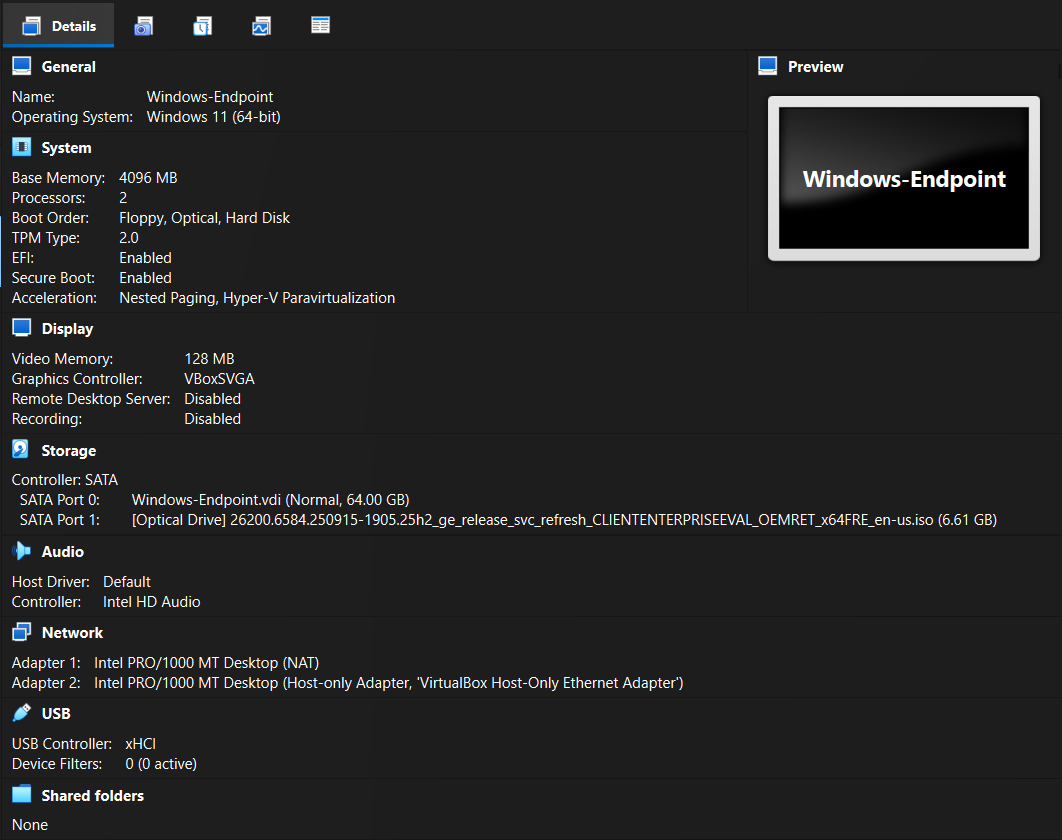 Details
General
Name: Windows-Endpoint
Operating System: Windows 11 (64-bit)
System
Base Memory: 4096 MB
Processors: 2
Boot Order: Floppy, Optical, Hard Disk
TPM Type: 2.0
EFI: Enabled
Secure Boot: Enabled
Acceleration: Nested Paging, Hyper-V Paravirtualization
Preview
Windows-Endpoint
Display
Video Memory: 128 MB
Graphics Controller: VBoxSVGA
Remote Desktop Server: Disabled
Recording: Disabled
Storage
Controller: SATA
SATA Port 0: Windows-Endpoint.vdi (Normal, 64.00 GB)
SATA Port 1: [Optical Drive] 26200.6584.250915-1905.25h2_ge_release_svc_refresh_CLIENTENTERPRISEEVAL_OEMRET_x64FRE_en-us.iso (6.61 GB)
Audio
Host Driver: Default
Controller: Intel HD Audio
Network
Adapter 1: Intel PRO/1000 MT Desktop (NAT)
Adapter 2: Intel PRO/1000 MT Desktop (Host-only Adapter, 'VirtualBox Host-Only Ethernet Adapter')
USB
USB Controller: xHCI
Device Filters: 0 (0 active)
Shared folders
None